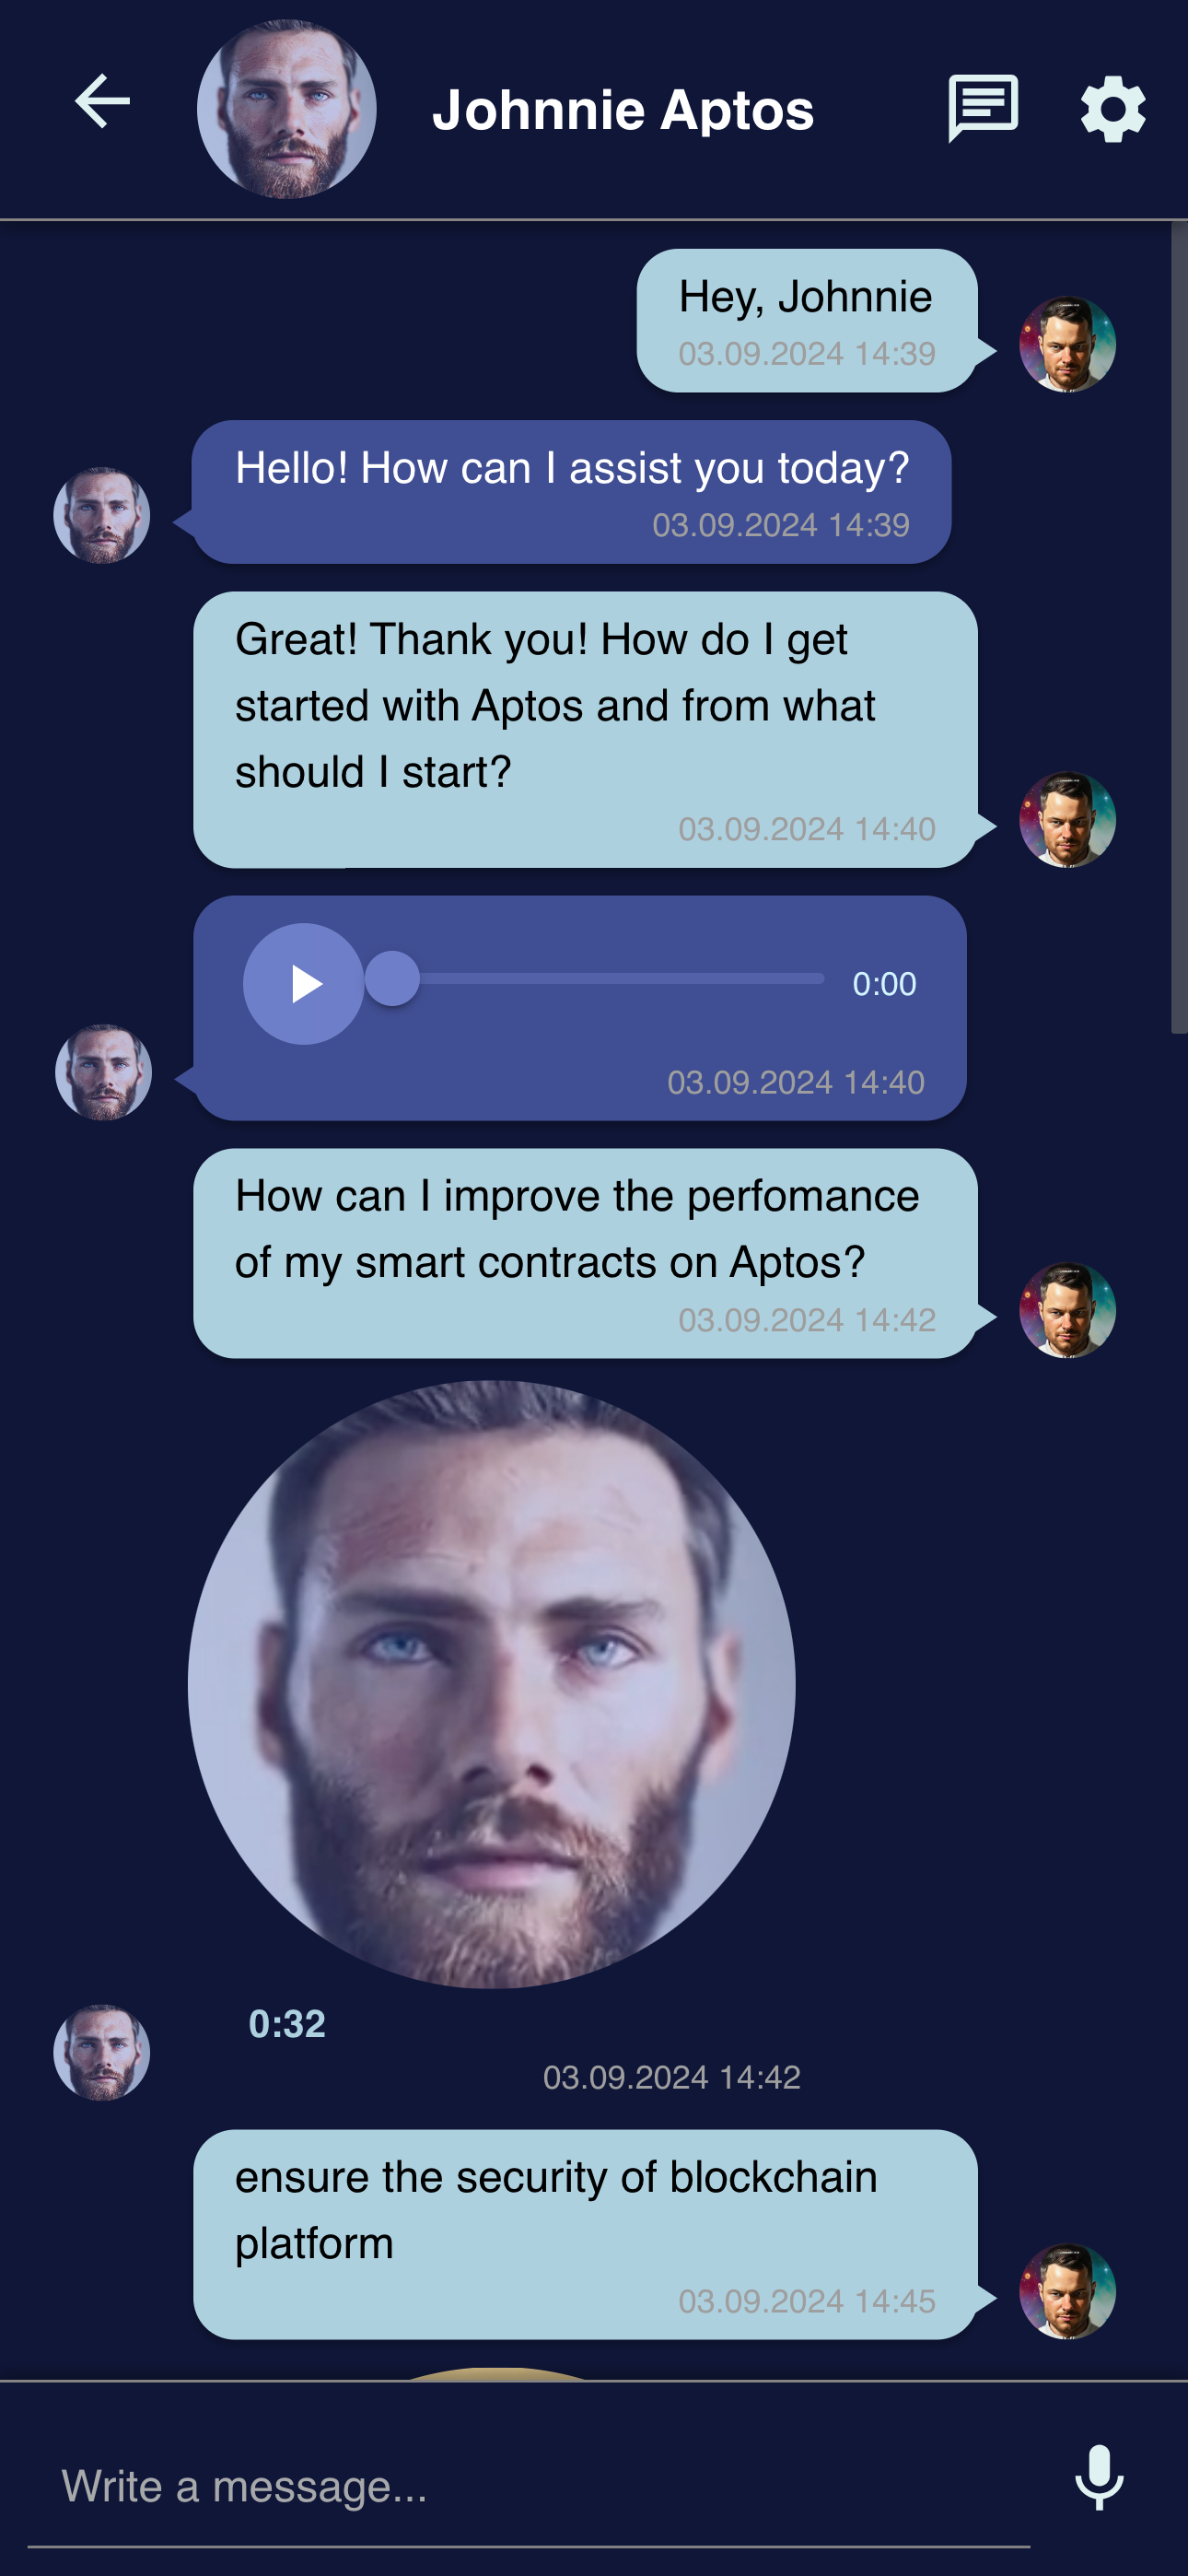 Johnnie Aptos
Hey, Johnnie
03.09.2024 14:39
Hello! How can I assist you today?
03.09.2024 14:39
Great! Thank you! How do I get
started with Aptos and from what
should I start?
03.09.2024 14:40
0:00
03.09.2024 14:40
How can I improve the perfomance
of my smart contracts on Aptos?
03.09.2024 14:42
0:32
03.09.2024 14:42
ensure the security of blockchain
platform
03.09.2024 14:45
Write a message...